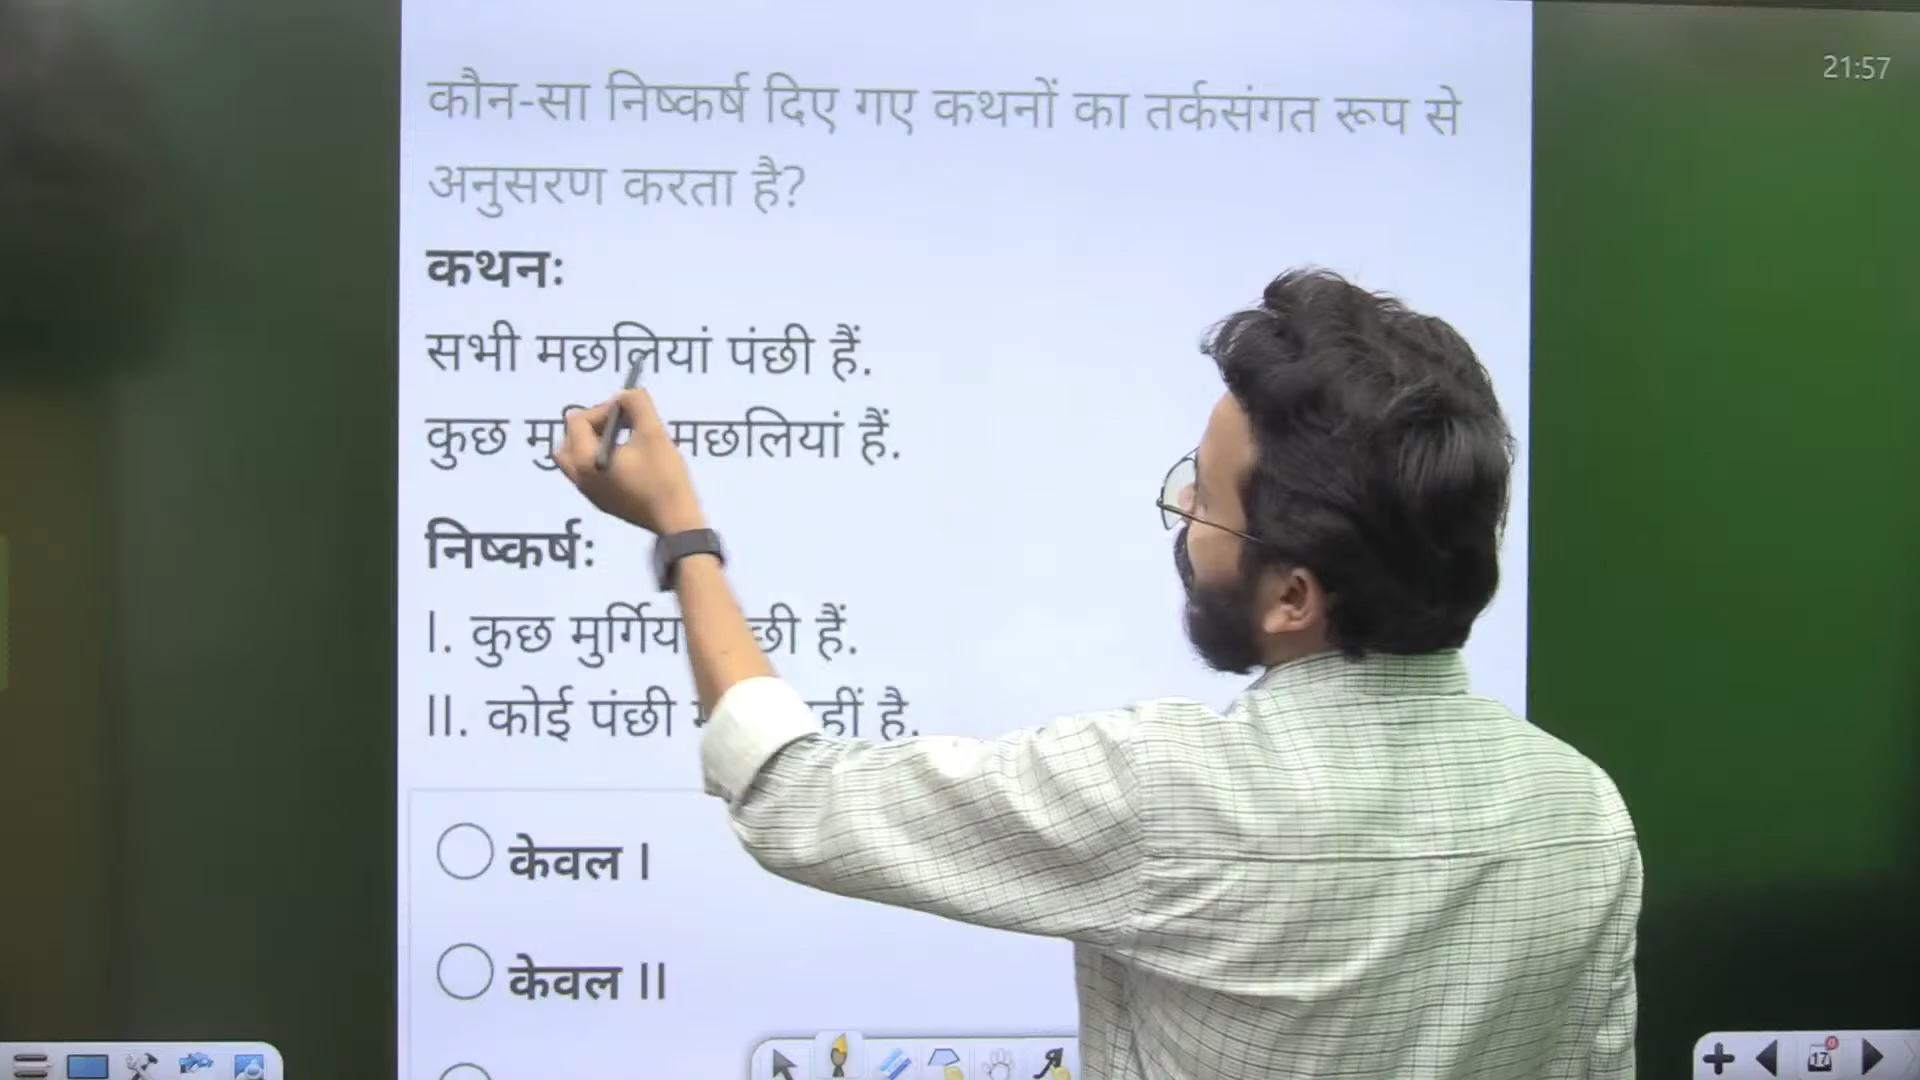 21:57
कौन-सा निष्कर्ष दिए गए कथनों का तर्कसंगत रूप से
अनुसरण करता है?
कथनः
सभी मछलियां पंछी हैं.
कुछ मछलियां हैं.
निष्कर्षः
I. कुछ हैं.
II. कोई पंछी है.
केवल I
केवल II
17